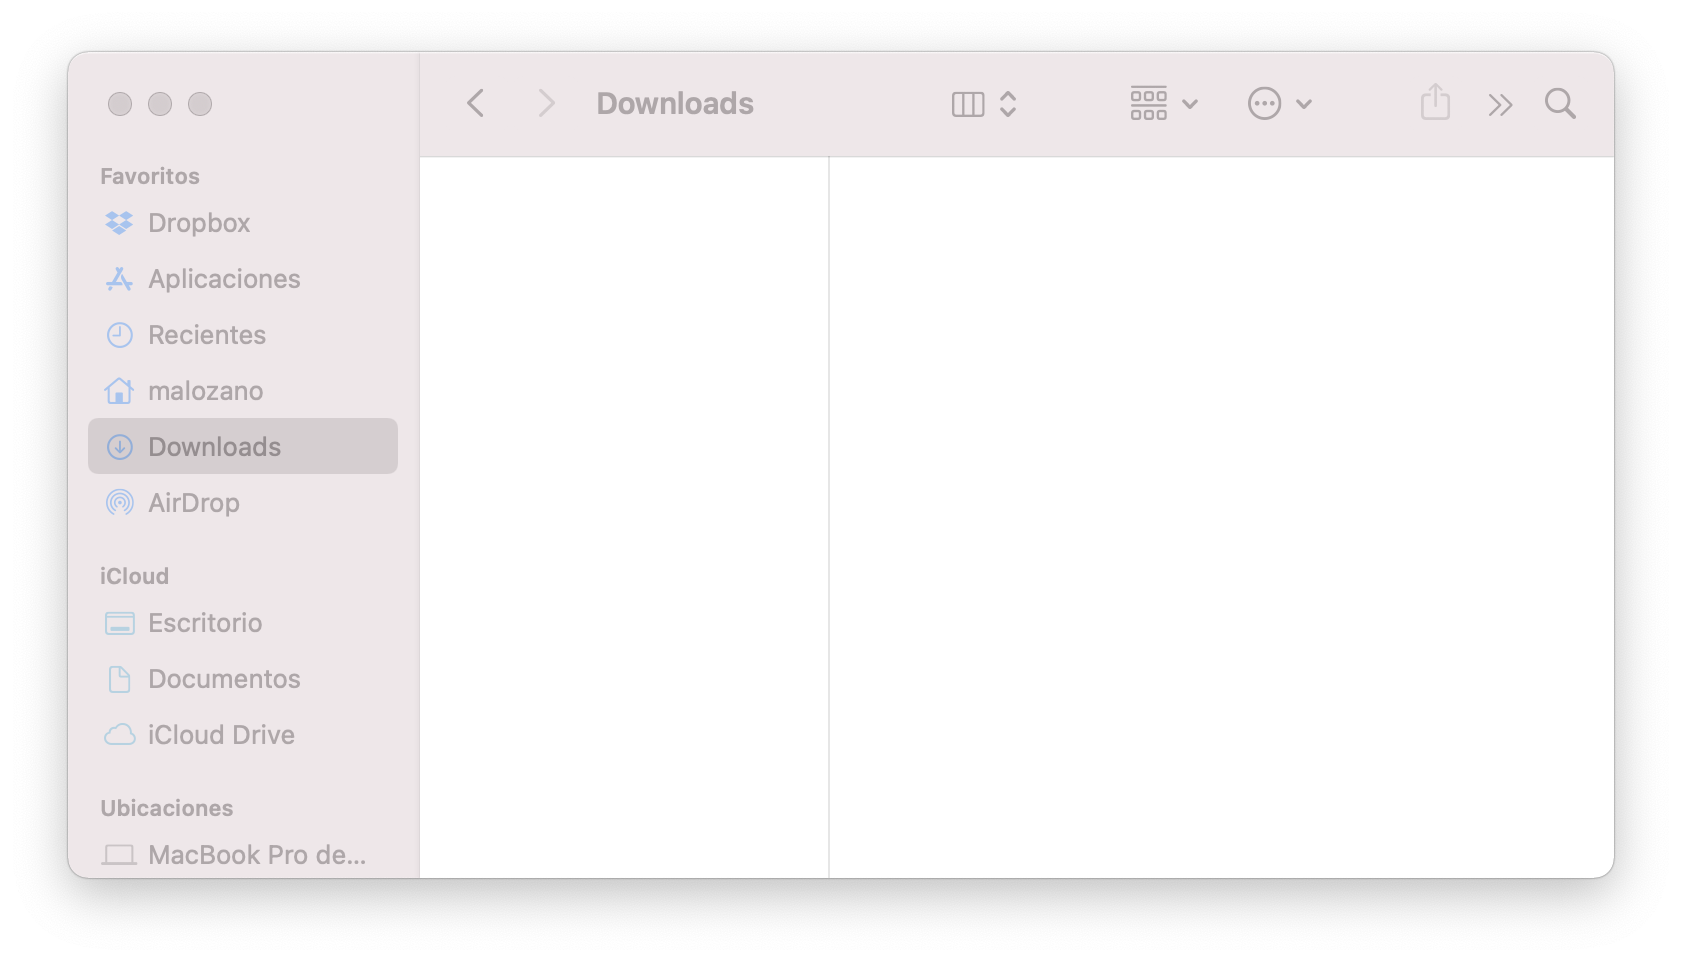 Downloads
Favoritos
Dropbox
Aplicaciones
Recientes
malozano
Downloads
AirDrop
iCloud
Escritorio
Documentos
iCloud Drive
Ubicaciones
MacBook Pro de...